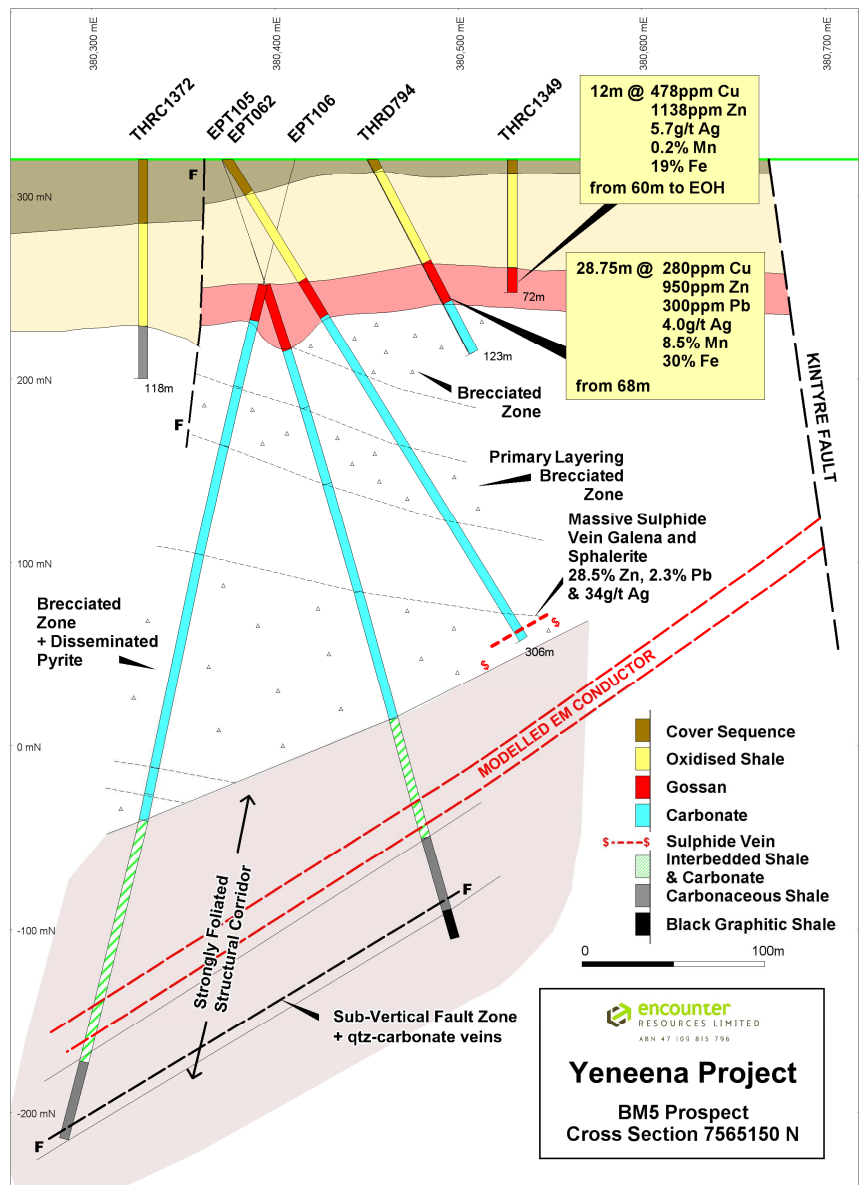 380,300 mE
380,400 mE
380,500 mE
380,600 mE
380,700 mE
THRC1372
EPT105
EPT062
EPT106
THRD794
THRC1349
12m @ 478ppm Cu
1138ppm Zn
5.7g/t Ag
0.2% Mn
19% Fe
from 60m to EOH
F
300 mN
28.75m @ 280ppm Cu
950ppm Zn
300ppm Pb
4.0g/t Ag
8.5% Mn
30% Fe
from 68m
72m
123m
118m
200 mN
KINTYRE FAULT
Brecciated
Zone
F
Primary Layering
Brecciated
Zone
Massive Sulphide
Vein Galena and
Sphalerite
28.5% Zn, 2.3% Pb
& 34g/t Ag
100 mN
Brecciated
Zone
+ Disseminated
Pyrite
$
$
306m
MODELLED EM CONDUCTOR
0 mN
Cover Sequence
Oxidised Shale
Gossan
Carbonate
$ $ Sulphide Vein
Interbedded Shale
& Carbonate
Carbonaceous Shale
Black Graphitic Shale
Strongly Foliated
Structural Corridor
F
-100 mN
0 100m
Sub-Vertical Fault Zone
+ qtz-carbonate veins
-200 mN
F
encounter
RESOURCES LIMITED
ABN 47 109 815 796
Yeneena Project
BM5 Prospect
Cross Section 7565150 N